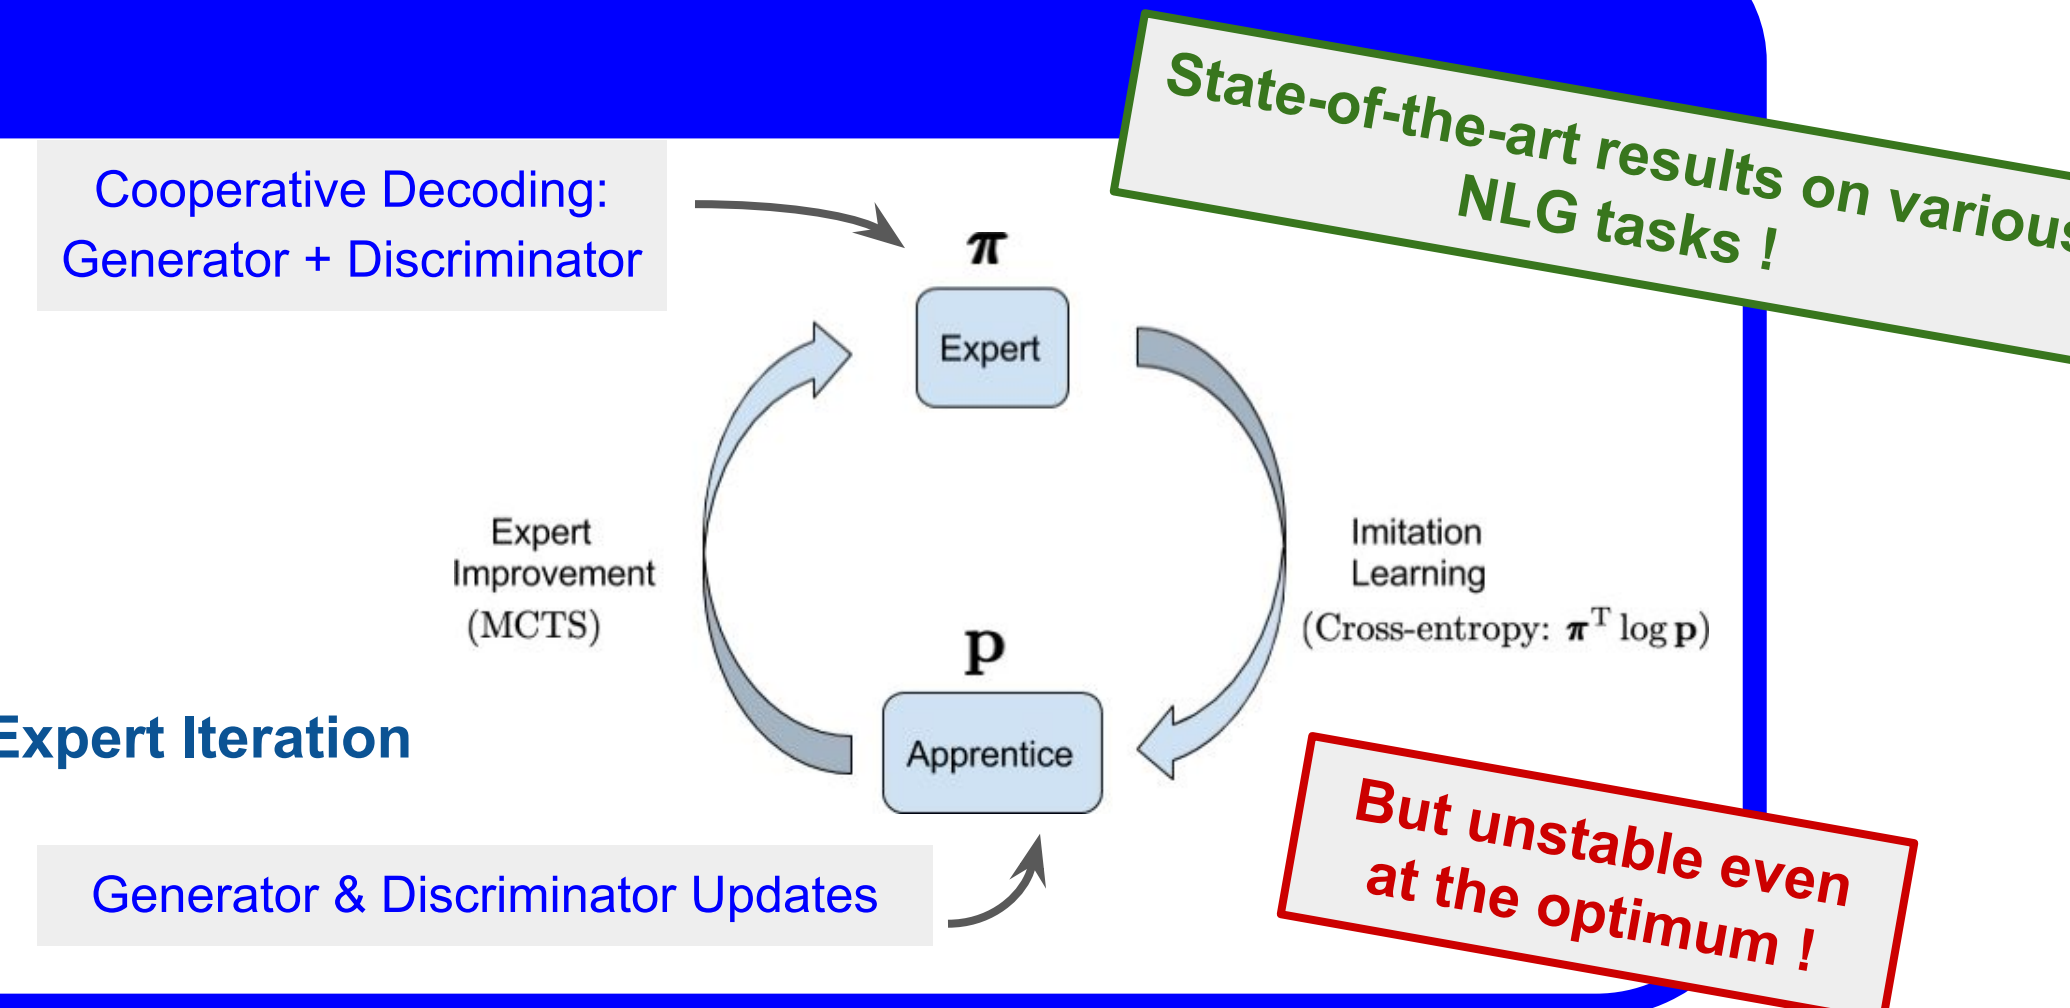 State-of-the-art results on various
NLG tasks !
Cooperative Decoding:
Generator + Discriminator
π
Expert
Expert
Improvement
(MCTS)
Imitation
Learning
(Cross-entropy: π^T log p)
p
Apprentice
Expert Iteration
Generator & Discriminator Updates
But unstable even
at the optimum !